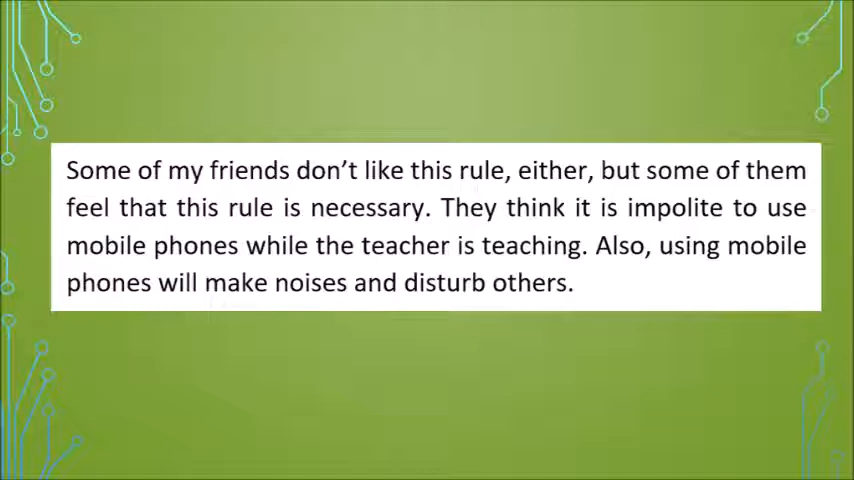 Some of my friends don’t like this rule, either, but some of them
feel that this rule is necessary. They think it is impolite to use
mobile phones while the teacher is teaching. Also, using mobile
phones will make noises and disturb others.